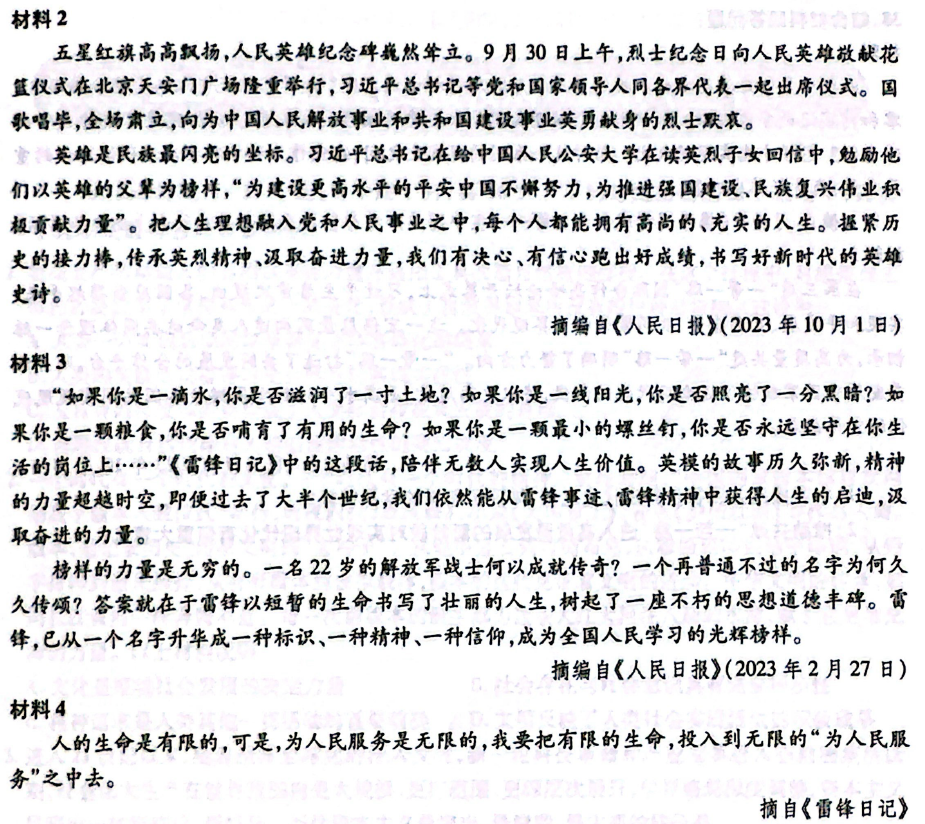 材料2
五星红旗高高飘扬,人民英雄纪念碑巍然耸立。9月30日上午,烈士纪念日向人民英雄敬献花
篮仪式在北京天安门广场隆重举行,习近平总书记等党和国家领导人同各界代表一起出席仪式。国
歌唱毕,全场肃立,向为中国人民解放事业和共和国建设事业英勇献身的烈士默哀。
英雄是民族最闪亮的坐标。习近平总书记在给中国人民公安大学在读英烈子女回信中,勉励他
们以英雄的父辈为榜样,“为建设更高水平的平安中国不懈努力,为推进强国建设、民族复兴伟业积
极贡献力量”。把人生理想融入党和人民事业之中,每个人都能拥有高尚的、充实的人生。握紧历
史的接力棒,传承英烈精神、汲取奋进力量,我们有决心、有信心跑出好成绩,书写好新时代的英雄
史诗。
摘编自《人民日报》(2023年10月1日)
材料3
“如果你是一滴水,你是否滋润了一寸土地?如果你是一线阳光,你是否照亮了一分黑暗?如
果你是一颗粮食,你是否哺育了有用的生命?如果你是一颗最小的螺丝钉,你是否永远坚守在你生
活的岗位上……”《雷锋日记》中的这段话,陪伴无数人实现人生价值。英模的故事历久弥新,精神
的力量超越时空,即便过去了大半个世纪,我们依然能从雷锋事迹、雷锋精神中获得人生的启迪,汲
取奋进的力量。
榜样的力量是无穷的。一名22岁的解放军战士何以成就传奇?一个再普通不过的名字为何久
久传颂?答案就在于雷锋以短暂的生命书写了壮丽的人生,树起了一座不朽的思想道德丰碑。雷
锋,已从一个名字升华成一种标识、一种精神、一种信仰,成为全国人民学习的光辉榜样。
摘编自《人民日报》(2023年2月27日)
材料4
人的生命是有限的,可是,为人民服务是无限的,我要把有限的生命,投入到无限的“为人民服
务”之中去。
摘自《雷锋日记》